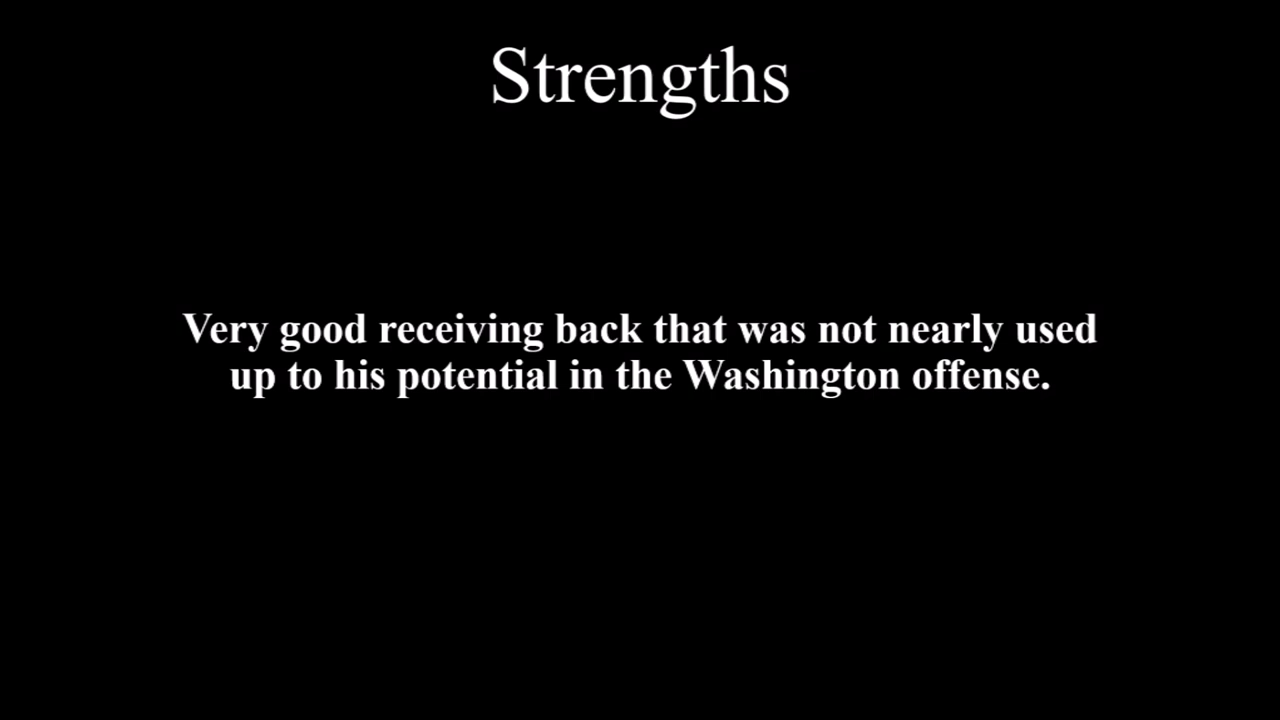 Strengths
Very good receiving back that was not nearly used
up to his potential in the Washington offense.